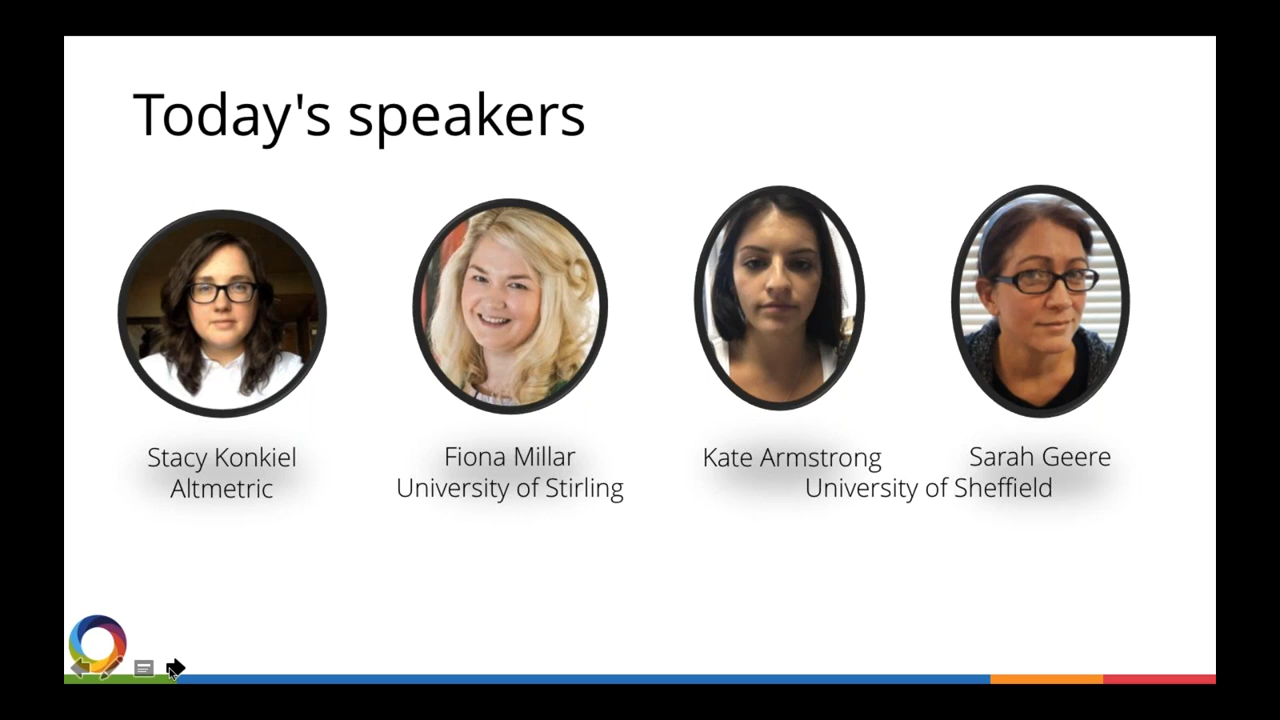 Today's speakers
Stacy Konkiel
Altmetric
Fiona Millar
University of Stirling
Kate Armstrong
Sarah Geere
University of Sheffield